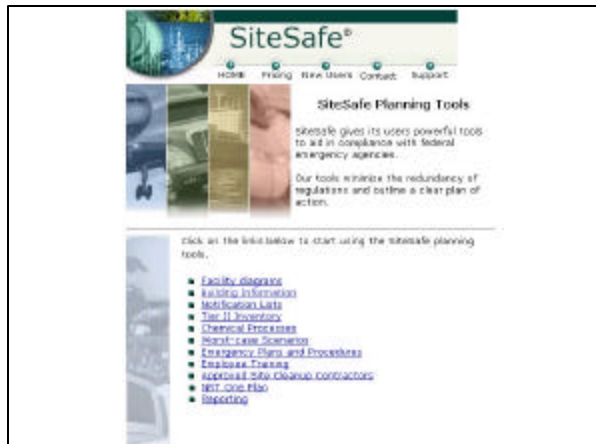 SiteSafe®
HOME Pricing New Users Contact Support
SiteSafe Planning Tools
SiteSafe gives its users powerful tools
to aid in compliance with federal
emergency agencies.
Our tools minimize the redundancy of
regulations and outline a clear plan of
action.
Click on the links below to start using the SiteSafe planning
tools.
Facility diagrams
Building Information
Notification Lists
Tier II Inventory
Chemical Processes
Worst-case Scenarios
Emergency Plans and Procedures
Employee Training
Approved Site Cleanup Contractors
NRT One Plan
Reporting